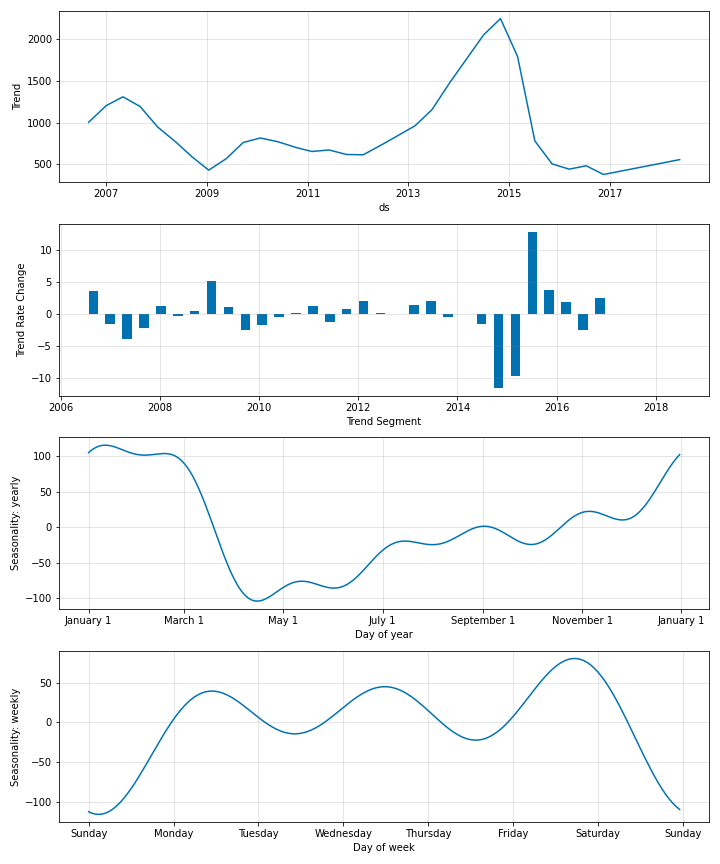 2000
1500
1000
500
Trend
2007 2009 2011 2013 2015 2017
ds
10
5
0
−5
−10
Trend Rate Change
2006 2008 2010 2012 2014 2016 2018
Trend Segment
100
50
0
−50
−100
Seasonality: yearly
January 1 March 1 May 1 July 1 September 1 November 1 January 1
Day of year
50
0
−50
−100
Seasonality: weekly
Sunday Monday Tuesday Wednesday Thursday Friday Saturday Sunday
Day of week